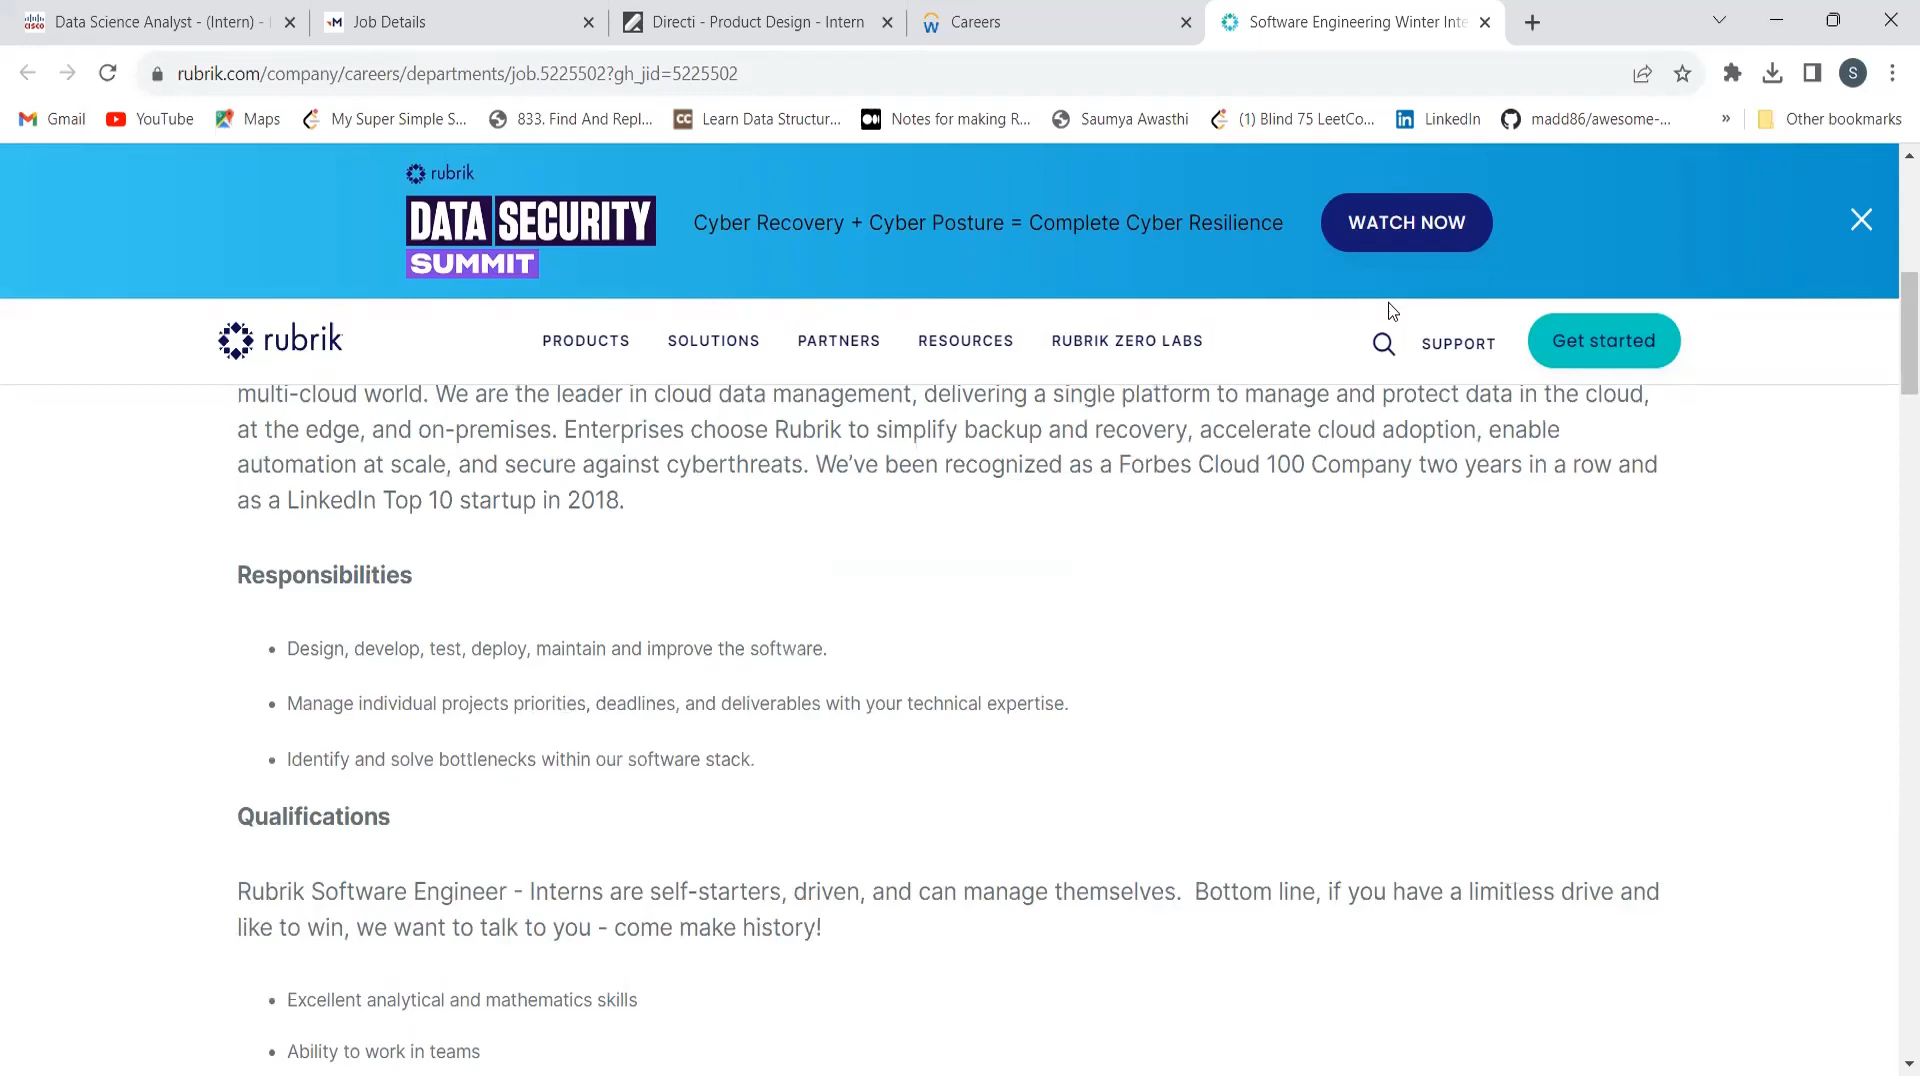 Data Science Analyst - (Intern) -
Job Details
Directi - Product Design - Intern
Careers
Software Engineering Winter Inte
rubrik.com/company/careers/departments/job.5225502?gh_jid=5225502
S
Gmail
YouTube
Maps
My Super Simple S...
833. Find And Repl...
Learn Data Structur...
Notes for making R...
Saumya Awasthi
(1) Blind 75 LeetCo...
LinkedIn
madd86/awesome-...
»
Other bookmarks
rubrik
DATA SECURITY
SUMMIT
Cyber Recovery + Cyber Posture = Complete Cyber Resilience
WATCH NOW
rubrik
PRODUCTS
SOLUTIONS
PARTNERS
RESOURCES
RUBRIK ZERO LABS
SUPPORT
Get started
multi-cloud world. We are the leader in cloud data management, delivering a single platform to manage and protect data in the cloud,
at the edge, and on-premises. Enterprises choose Rubrik to simplify backup and recovery, accelerate cloud adoption, enable
automation at scale, and secure against cyberthreats. We’ve been recognized as a Forbes Cloud 100 Company two years in a row and
as a LinkedIn Top 10 startup in 2018.
Responsibilities
• Design, develop, test, deploy, maintain and improve the software.
• Manage individual projects priorities, deadlines, and deliverables with your technical expertise.
• Identify and solve bottlenecks within our software stack.
Qualifications
Rubrik Software Engineer - Interns are self-starters, driven, and can manage themselves.  Bottom line, if you have a limitless drive and
like to win, we want to talk to you - come make history!
• Excellent analytical and mathematics skills
• Ability to work in teams